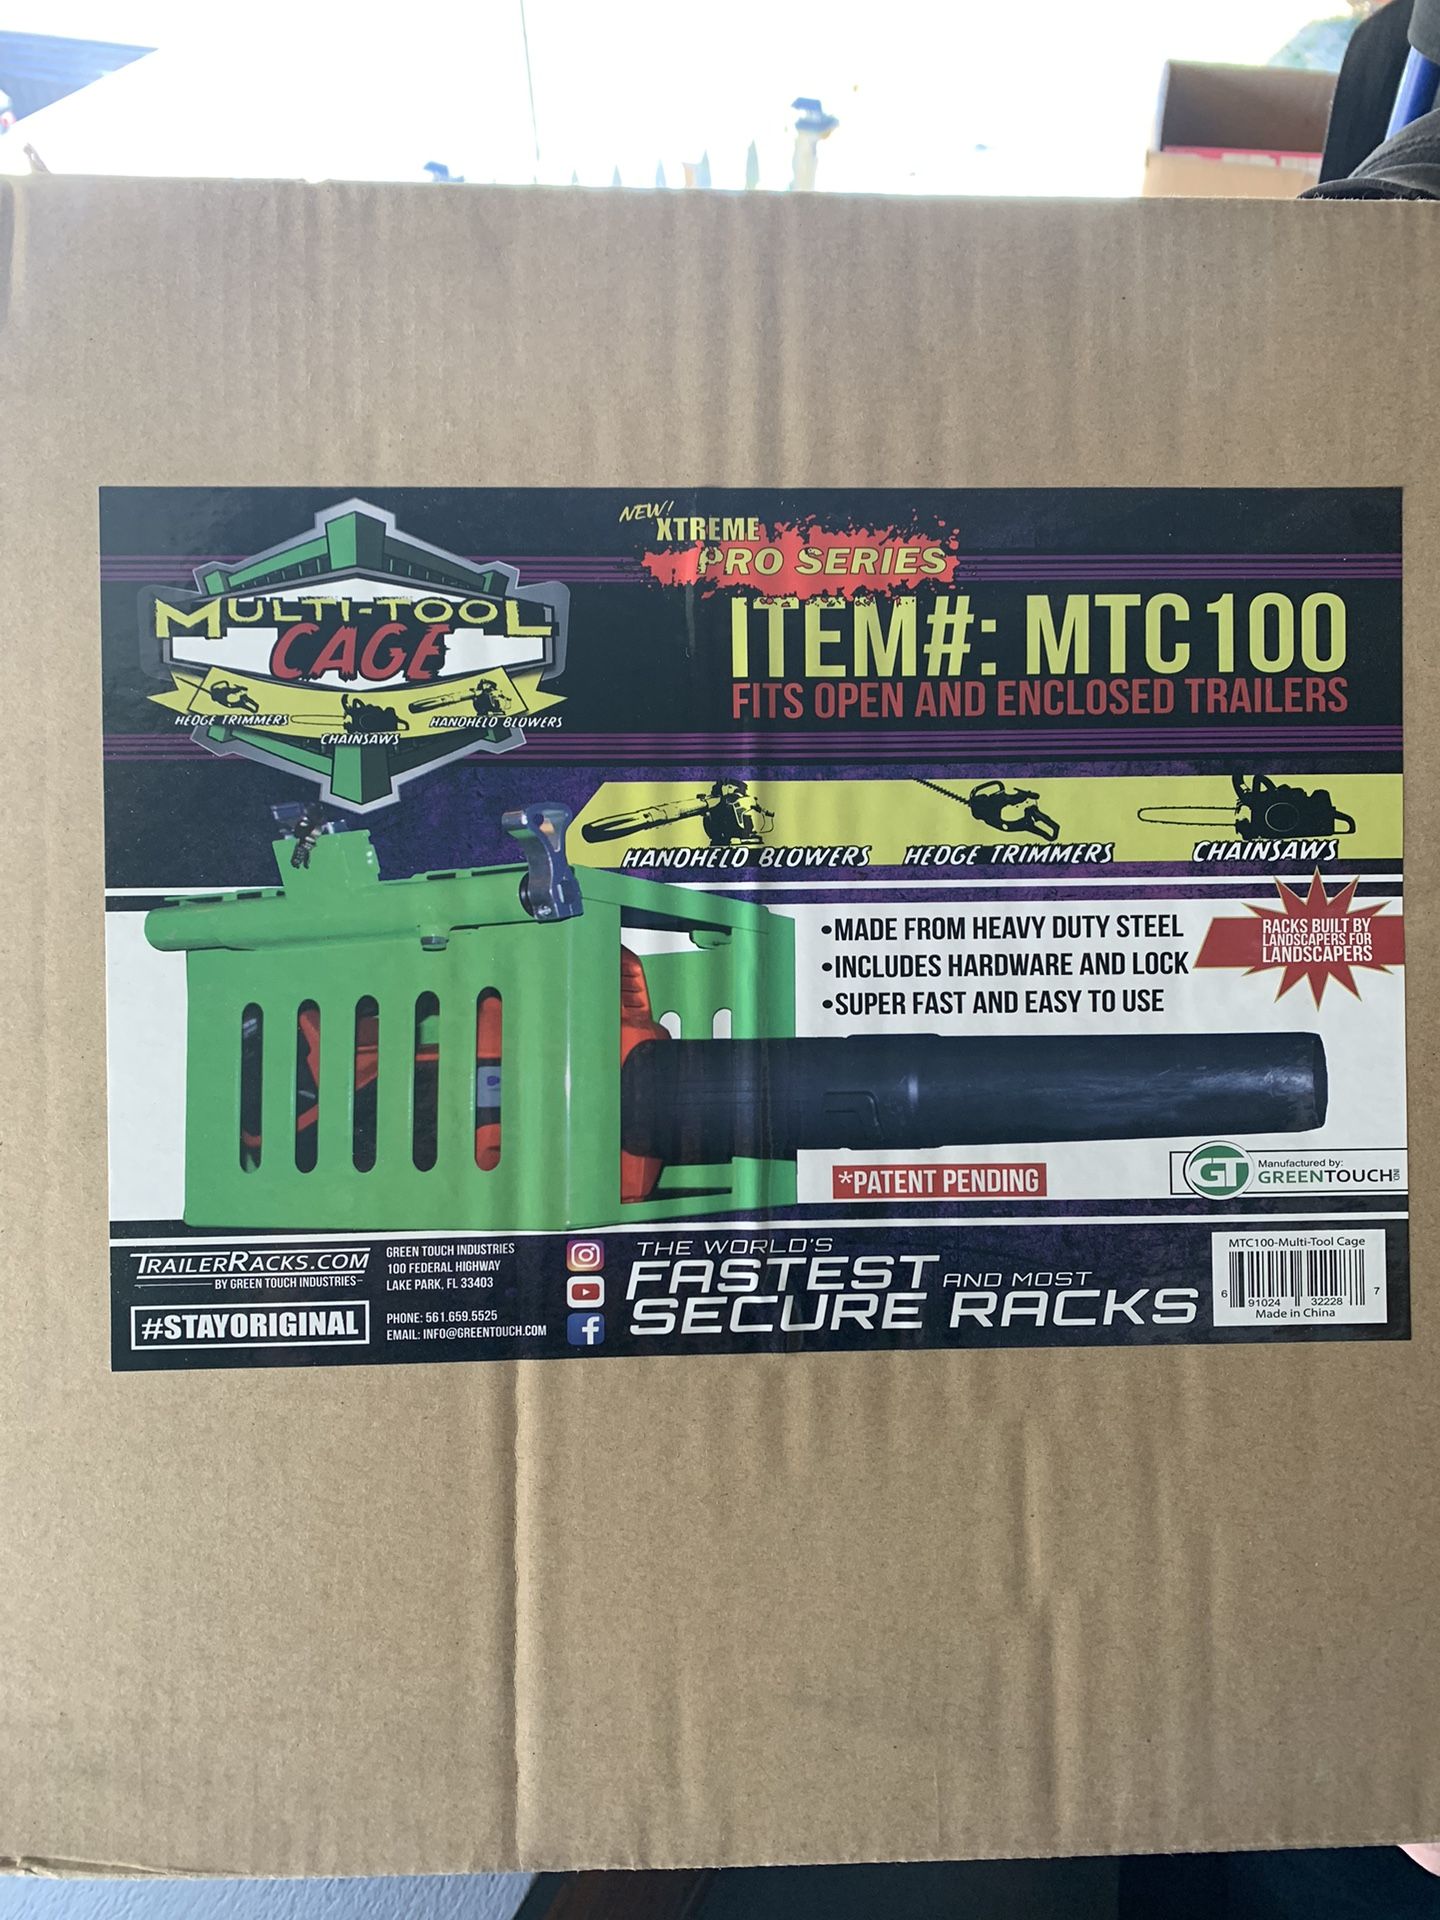 MULTI-TOOL
CAGE
HEDGE TRIMMERS
CHAINSAWS
HANDHELD BLOWERS
NEW!
XTREME
PRO SERIES
ITEM#: MTC100
FITS OPEN AND ENCLOSED TRAILERS
HANDHELD BLOWERS
HEDGE TRIMMERS
CHAINSAWS
•MADE FROM HEAVY DUTY STEEL
•INCLUDES HARDWARE AND LOCK
•SUPER FAST AND EASY TO USE
RACKS BUILT BY
LANDSCAPERS FOR
LANDSCAPERS
*PATENT PENDING
GT
Manufactured by:
GREENTOUCH IND
TRAILERRACKS.COM
BY GREEN TOUCH INDUSTRIES
#STAYORIGINAL
GREEN TOUCH INDUSTRIES
100 FEDERAL HIGHWAY
LAKE PARK, FL 33403
PHONE: 561.659.5525
EMAIL: INFO@GREENTOUCH.COM
THE WORLD'S
FASTEST AND MOST
SECURE RACKS
MTC100-Multi-Tool Cage
6 91024 32228 7
Made in China